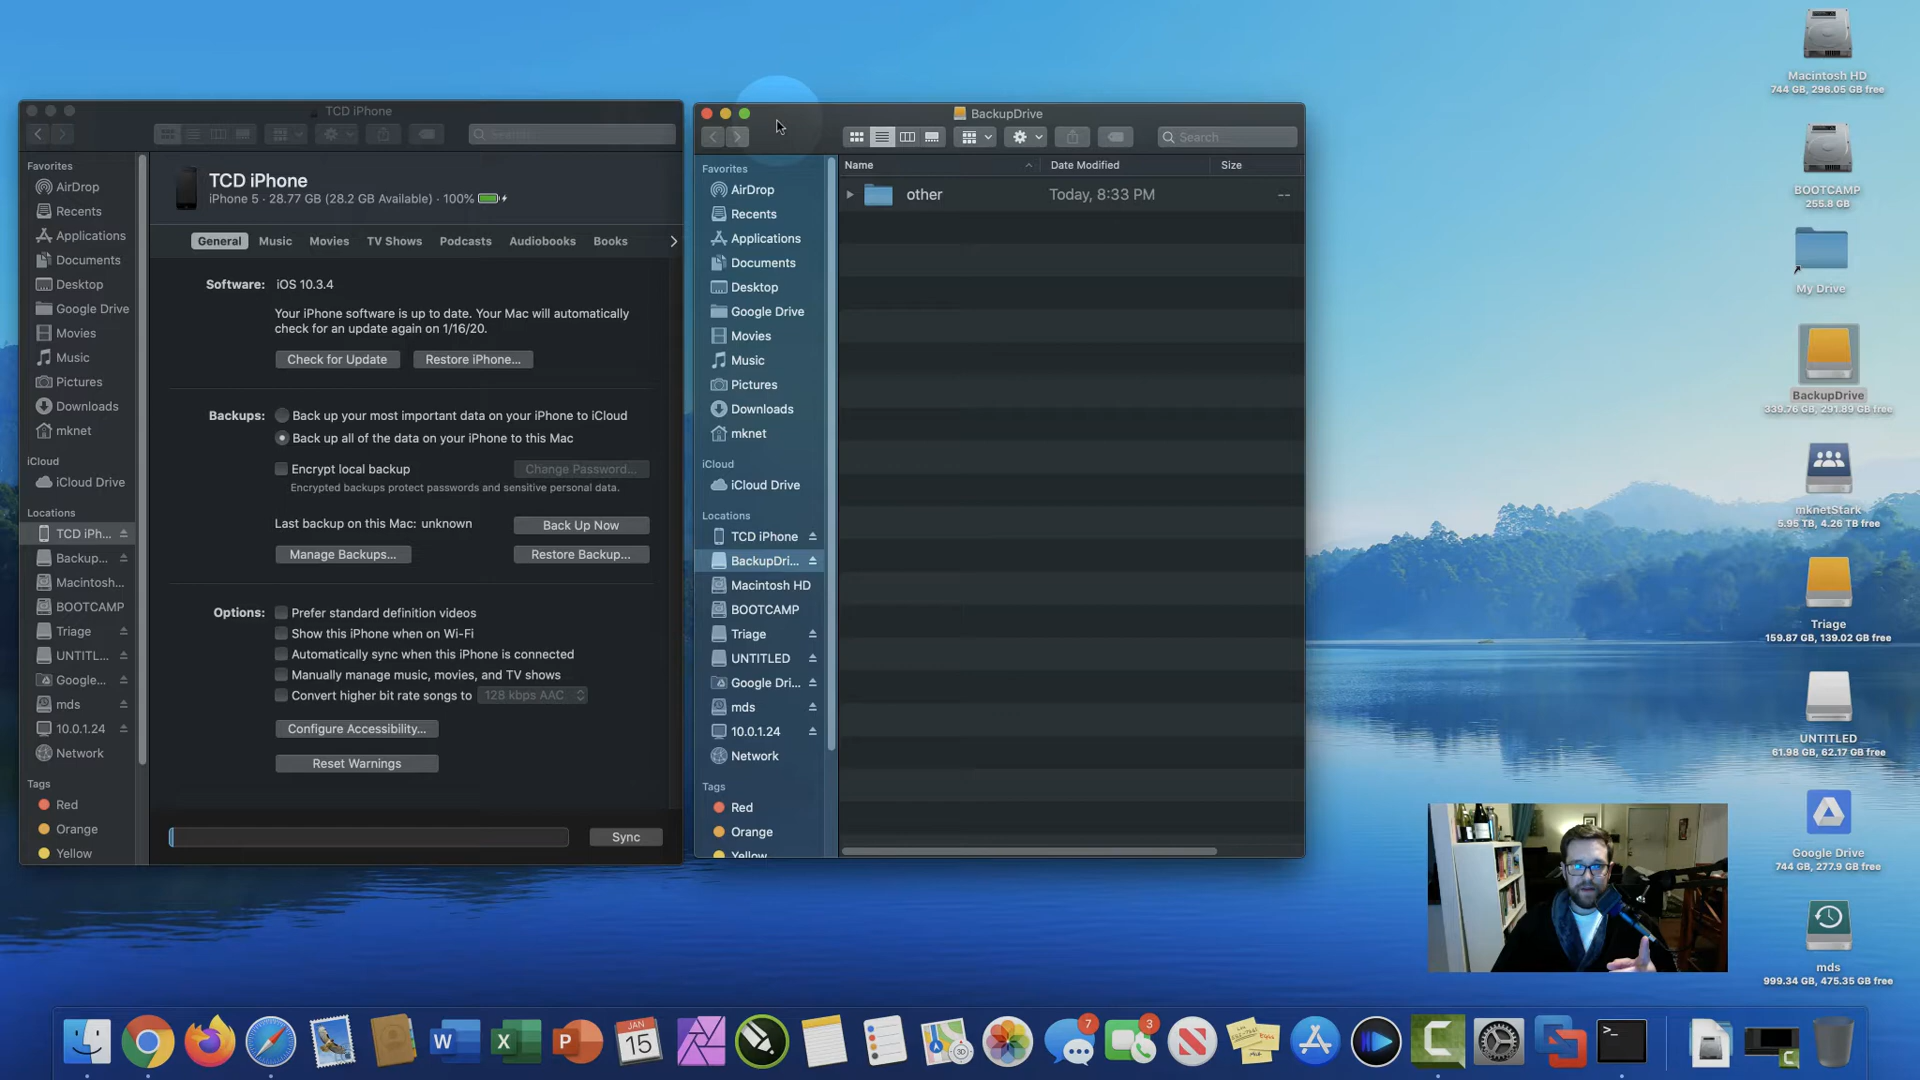 TCD iPhone
Search
Favorites
AirDrop
Recents
Applications
Documents
Desktop
Google Drive
Movies
Music
Pictures
Downloads
mknet
iCloud
iCloud Drive
Locations
TCD iPh...
Backup...
Macintosh...
BOOTCAMP
Triage
UNTITL...
Google...
mds
10.0.1.24
Network
Tags
Red
Orange
Yellow
TCD iPhone
iPhone 5 · 28.77 GB (28.2 GB Available) · 100%
General Music Movies TV Shows Podcasts Audiobooks Books
Software: iOS 10.3.4
Your iPhone software is up to date. Your Mac will automatically
check for an update again on 1/16/20.
Check for Update Restore iPhone...
Backups: Back up your most important data on your iPhone to iCloud
Back up all of the data on your iPhone to this Mac
Encrypt local backup Change Password...
Encrypted backups protect passwords and sensitive personal data.
Last backup on this Mac: unknown Back Up Now
Manage Backups... Restore Backup...
Options: Prefer standard definition videos
Show this iPhone when on Wi-Fi
Automatically sync when this iPhone is connected
Manually manage music, movies, and TV shows
Convert higher bit rate songs to 128 kbps AAC
Configure Accessibility...
Reset Warnings
Sync
BackupDrive
Search
Favorites
AirDrop
Recents
Applications
Documents
Desktop
Google Drive
Movies
Music
Pictures
Downloads
mknet
iCloud
iCloud Drive
Locations
TCD iPhone
BackupDri...
Macintosh HD
BOOTCAMP
Triage
UNTITLED
Google Dri...
mds
10.0.1.24
Network
Tags
Red
Orange
Yellow
Name Date Modified Size
other Today, 8:33 PM --
Macintosh HD
744 GB, 296.05 GB free
BOOTCAMP
255.8 GB
My Drive
BackupDrive
339.76 GB, 291.89 GB free
mknetStark
5.95 TB, 4.26 TB free
Triage
159.87 GB, 139.02 GB free
UNTITLED
61.98 GB, 62.17 GB free
Google Drive
744 GB, 277.9 GB free
mds
999.34 GB, 475.35 GB free
W
X
P
JAN
15
3D
7
3
N
C
>_
C